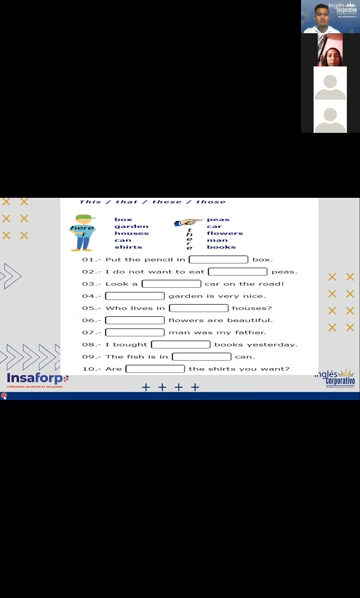 Inglés
Corporativo
This / that / these / those
here
box
garden
houses
can
shirts
there
peas
car
flowers
man
books
01.- Put the pencil in box.
02.- I do not want to eat peas.
03.- Look a car on the road!
04.- garden is very nice.
05.- Who lives in houses?
06.- flowers are beautiful.
07.- man was my father.
08.- I bought books yesterday.
09.- The fish is in can.
10.- Are the shirts you want?
Insaforp
Inglés
Corporativo